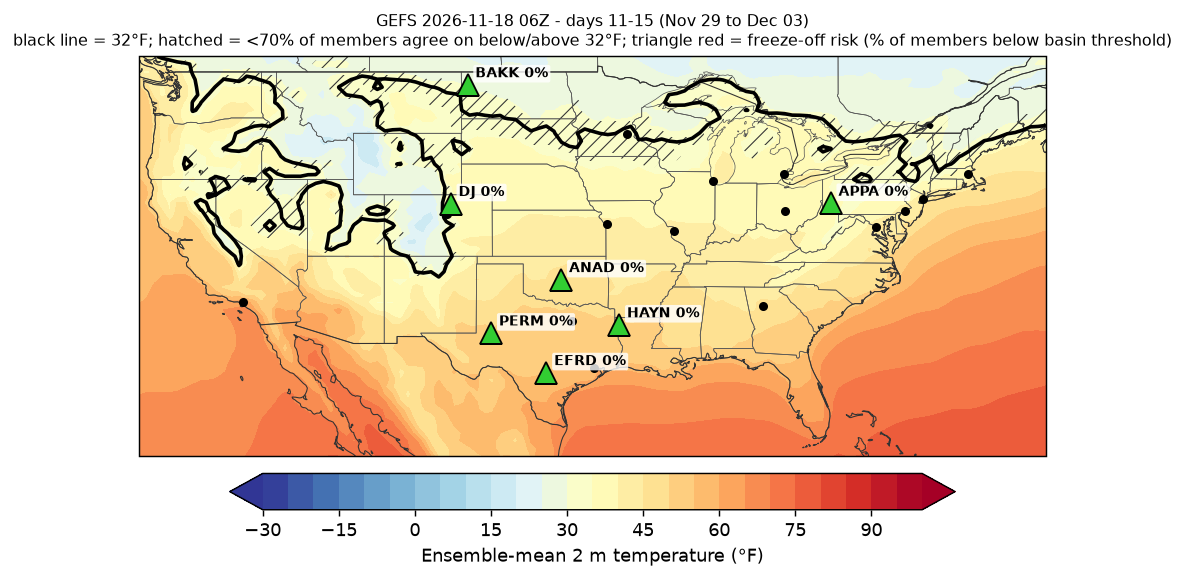 GEFS 2026-11-18 06Z - days 11-15 (Nov 29 to Dec 03)
black line = 32°F; hatched = <70% of members agree on below/above 32°F; triangle red = freeze-off risk (% of members below basin threshold)
BAKK 0%
DJ 0%
APPA 0%
ANAD 0%
HAYN 0%
PERM 0%
EFRD 0%
−30 −15 0 15 30 45 60 75 90
Ensemble-mean 2 m temperature (°F)